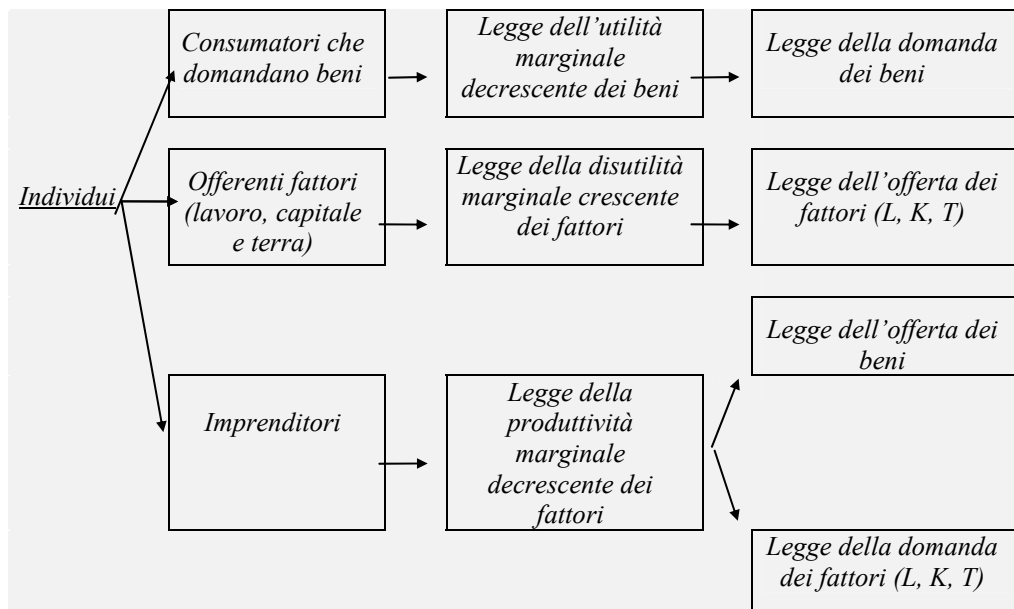 Consumatori che
domandano beni
Legge dell’utilità
marginale
decrescente dei beni
Legge della domanda
dei beni
Individui
Offerenti fattori
(lavoro, capitale
e terra)
Legge della disutilità
marginale crescente
dei fattori
Legge dell’offerta dei
fattori (L, K, T)
Legge dell’offerta dei
beni
Imprenditori
Legge della
produttività
marginale
decrescente dei
fattori
Legge della domanda
dei fattori (L, K, T)